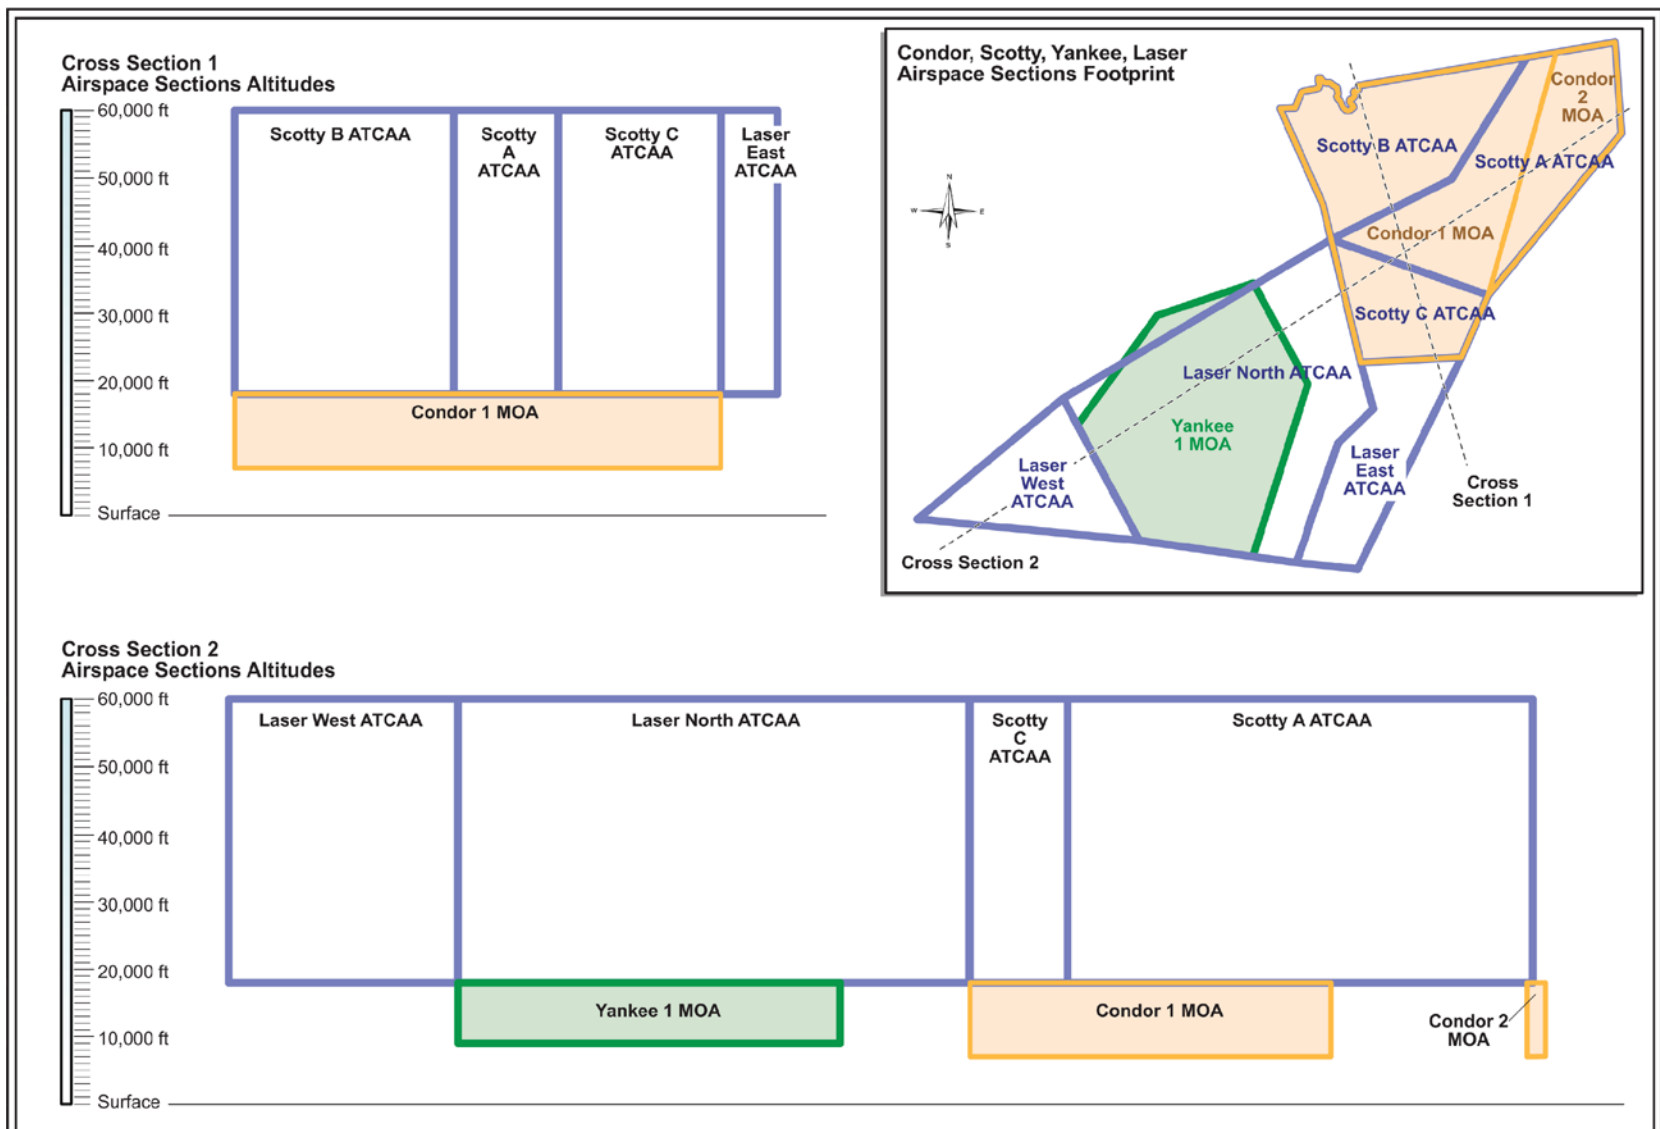 Cross Section 1
Airspace Sections Altitudes
60,000 ft
50,000 ft
40,000 ft
30,000 ft
20,000 ft
10,000 ft
Surface
Scotty B ATCAA
Scotty
A
ATCAA
Scotty C
ATCAA
Laser
East
ATCAA
Condor 1 MOA
Condor, Scotty, Yankee, Laser
Airspace Sections Footprint
N
W
E
S
Condor
2
MOA
Scotty B ATCAA
Scotty A ATCAA
Condor 1 MOA
Scotty C ATCAA
Laser North ATCAA
Yankee
1 MOA
Laser
West
ATCAA
Laser
East
ATCAA
Cross
Section 1
Cross Section 2
Cross Section 2
Airspace Sections Altitudes
60,000 ft
50,000 ft
40,000 ft
30,000 ft
20,000 ft
10,000 ft
Surface
Laser West ATCAA
Laser North ATCAA
Scotty
C
ATCAA
Scotty A ATCAA
Yankee 1 MOA
Condor 1 MOA
Condor 2
MOA